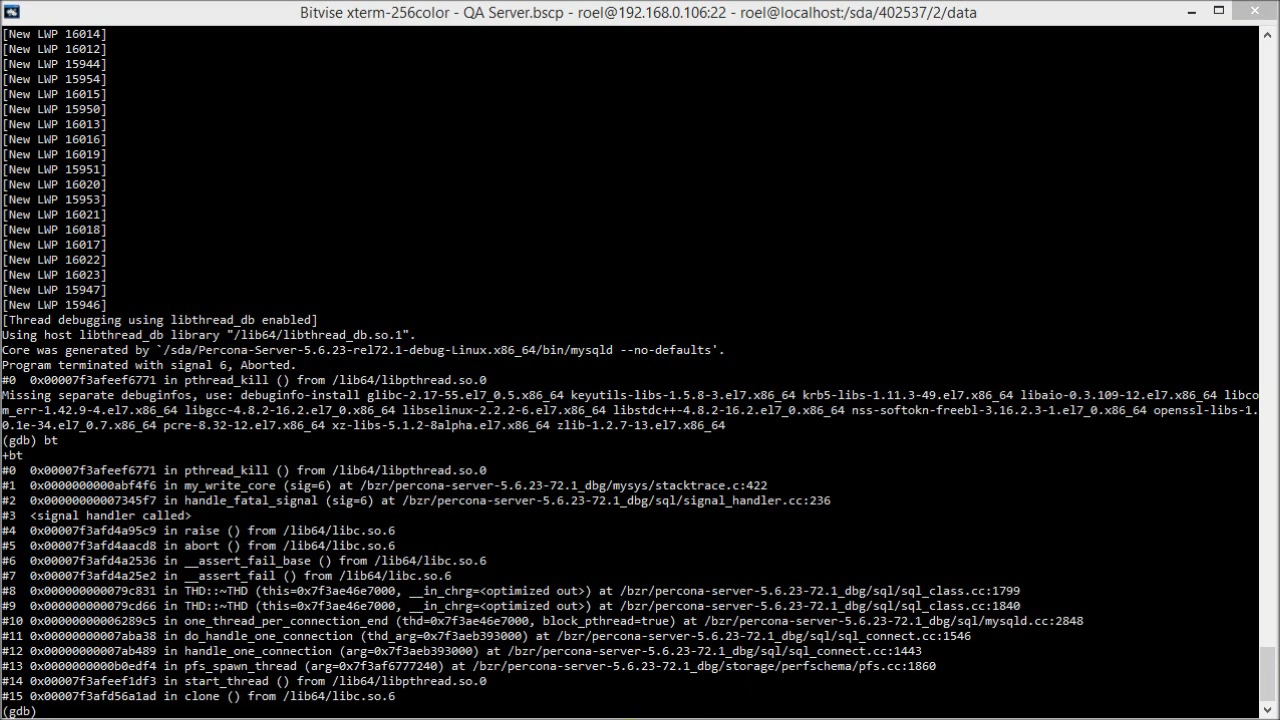 Bitvise xterm-256color - QA Server.bscp - roel@192.168.0.106:22 - roel@localhost:/sda/402537/2/data
[New LWP 16014]
[New LWP 16012]
[New LWP 15944]
[New LWP 15954]
[New LWP 16015]
[New LWP 15950]
[New LWP 16013]
[New LWP 16016]
[New LWP 16019]
[New LWP 15951]
[New LWP 16020]
[New LWP 15953]
[New LWP 16021]
[New LWP 16018]
[New LWP 16017]
[New LWP 16022]
[New LWP 16023]
[New LWP 15947]
[New LWP 15946]
[Thread debugging using libthread_db enabled]
Using host libthread_db library "/lib64/libthread_db.so.1".
Core was generated by `/sda/Percona-Server-5.6.23-rel72.1-debug-Linux.x86_64/bin/mysqld --no-defaults'.
Program terminated with signal 6, Aborted.
#0  0x00007f3afeef6771 in pthread_kill () from /lib64/libpthread.so.0
Missing separate debuginfos, use: debuginfo-install glibc-2.17-55.el7_0.5.x86_64 keyutils-libs-1.5.8-3.el7.x86_64 krb5-libs-1.11.3-49.el7.x86_64 libaio-0.3.109-12.el7.x86_64 libco
m_err-1.42.9-4.el7.x86_64 libgcc-4.8.2-16.2.el7_0.x86_64 libselinux-2.2.2-6.el7.x86_64 libstdc++-4.8.2-16.2.el7_0.x86_64 nss-softokn-freebl-3.16.2.3-1.el7_0.x86_64 openssl-libs-1.
0.1e-34.el7_0.7.x86_64 pcre-8.32-12.el7.x86_64 xz-libs-5.1.2-8alpha.el7.x86_64 zlib-1.2.7-13.el7.x86_64
(gdb) bt
+bt
#0  0x00007f3afeef6771 in pthread_kill () from /lib64/libpthread.so.0
#1  0x0000000000abf4f6 in my_write_core (sig=6) at /bzr/percona-server-5.6.23-72.1_dbg/mysys/stacktrace.c:422
#2  0x00000000007345f7 in handle_fatal_signal (sig=6) at /bzr/percona-server-5.6.23-72.1_dbg/sql/signal_handler.cc:236
#3  <signal handler called>
#4  0x00007f3afd4a95c9 in raise () from /lib64/libc.so.6
#5  0x00007f3afd4aacd8 in abort () from /lib64/libc.so.6
#6  0x00007f3afd4a2536 in __assert_fail_base () from /lib64/libc.so.6
#7  0x00007f3afd4a25e2 in __assert_fail () from /lib64/libc.so.6
#8  0x000000000079c831 in THD::~THD (this=0x7f3ae46e7000, __in_chrg=<optimized out>) at /bzr/percona-server-5.6.23-72.1_dbg/sql/sql_class.cc:1799
#9  0x000000000079cd66 in THD::~THD (this=0x7f3ae46e7000, __in_chrg=<optimized out>) at /bzr/percona-server-5.6.23-72.1_dbg/sql/sql_class.cc:1840
#10 0x00000000006289c5 in one_thread_per_connection_end (thd=0x7f3ae46e7000, block_pthread=true) at /bzr/percona-server-5.6.23-72.1_dbg/sql/mysqld.cc:2848
#11 0x00000000007aba38 in do_handle_one_connection (thd_arg=0x7f3aeb393000) at /bzr/percona-server-5.6.23-72.1_dbg/sql/sql_connect.cc:1546
#12 0x00000000007ab489 in handle_one_connection (arg=0x7f3aeb393000) at /bzr/percona-server-5.6.23-72.1_dbg/sql/sql_connect.cc:1443
#13 0x0000000000b0edf4 in pfs_spawn_thread (arg=0x7f3af6777240) at /bzr/percona-server-5.6.23-72.1_dbg/storage/perfschema/pfs.cc:1860
#14 0x00007f3afeef1df3 in start_thread () from /lib64/libpthread.so.0
#15 0x00007f3afd56a1ad in clone () from /lib64/libc.so.6
(gdb)